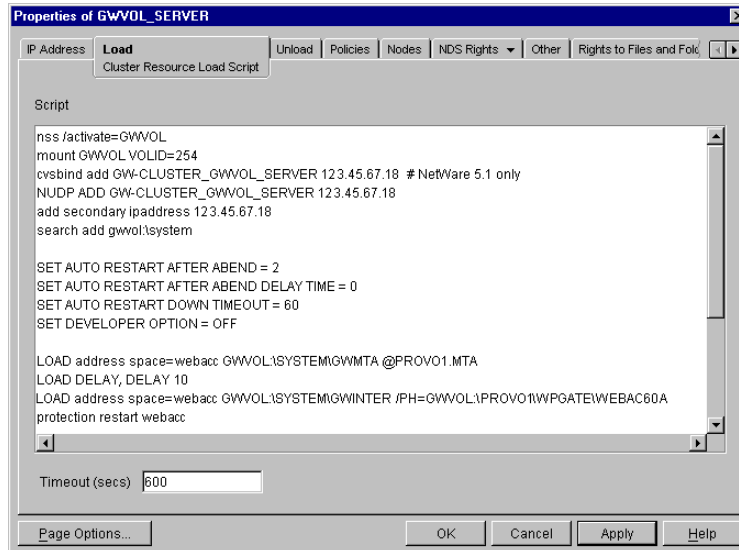 Properties of GWVOL_SERVER
IP Address Load Unload Policies Nodes NDS Rights Other Rights to Files and Fold
Cluster Resource Load Script
Script
nss /activate=GWVOL
mount GWVOL VOLID=254
cvsbind add GW-CLUSTER_GWVOL_SERVER 123.45.67.18 # NetWare 5.1 only
NUDP ADD GW-CLUSTER_GWVOL_SERVER 123.45.67.18
add secondary ipaddress 123.45.67.18
search add gwvol:\system
SET AUTO RESTART AFTER ABEND = 2
SET AUTO RESTART AFTER ABEND DELAY TIME = 0
SET AUTO RESTART DOWN TIMEOUT = 60
SET DEVELOPER OPTION = OFF
LOAD address space=webacc GWVOL:\SYSTEM\GWMTA @PROVO1.MTA
LOAD DELAY, DELAY 10
LOAD address space=webacc GWVOL:\SYSTEM\GWINTER /PH=GWVOL:\PROVO1\WPGATE\WEBAC60A
protection restart webacc
Timeout (secs) 600
Page Options... OK Cancel Apply Help